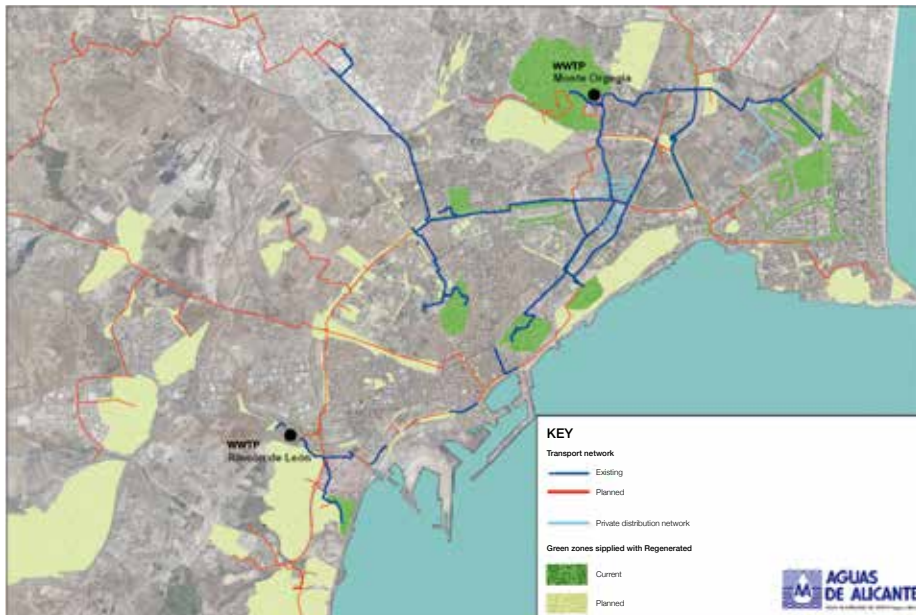 WWTP
Monte Orgegia
WWTP
Rincón de León
KEY
Transport network
Existing
Planned
Private distribution network
Green zones sipplied with Regenerated
Current
Planned
AGUAS
DE ALICANTE